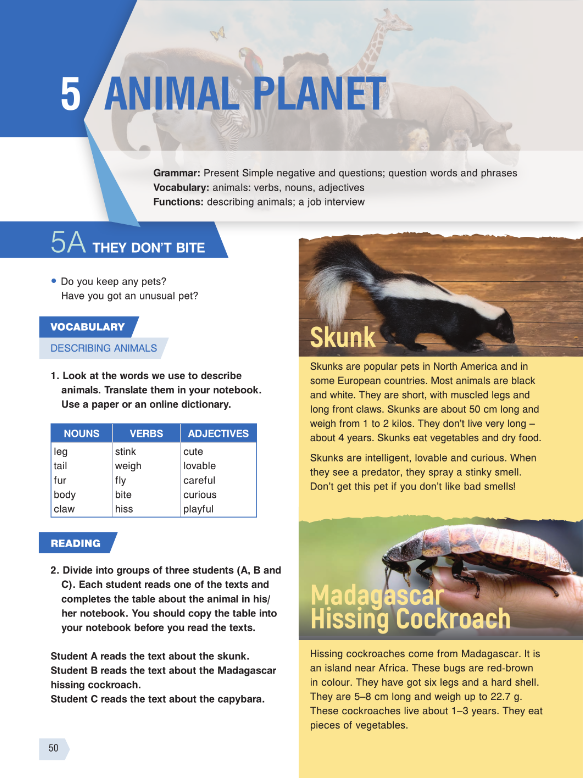 5 ANIMAL PLANET
Grammar: Present Simple negative and questions; question words and phrases
Vocabulary: animals: verbs, nouns, adjectives
Functions: describing animals; a job interview
5A THEY DON'T BITE
• Do you keep any pets?
Have you got an unusual pet?
VOCABULARY
DESCRIBING ANIMALS
1. Look at the words we use to describe
animals. Translate them in your notebook.
Use a paper or an online dictionary.
NOUNS VERBS ADJECTIVES
leg stink cute
tail weigh lovable
fur fly careful
body bite curious
claw hiss playful
READING
2. Divide into groups of three students (A, B and
C). Each student reads one of the texts and
completes the table about the animal in his/
her notebook. You should copy the table into
your notebook before you read the texts.
Student A reads the text about the skunk.
Student B reads the text about the Madagascar
hissing cockroach.
Student C reads the text about the capybara.
50
Skunk
Skunks are popular pets in North America and in
some European countries. Most animals are black
and white. They are short, with muscled legs and
long front claws. Skunks are about 50 cm long and
weigh from 1 to 2 kilos. They don't live very long –
about 4 years. Skunks eat vegetables and dry food.
Skunks are intelligent, lovable and curious. When
they see a predator, they spray a stinky smell.
Don't get this pet if you don't like bad smells!
Madagascar
Hissing Cockroach
Hissing cockroaches come from Madagascar. It is
an island near Africa. These bugs are red-brown
in colour. They have got six legs and a hard shell.
They are 5–8 cm long and weigh up to 22.7 g.
These cockroaches live about 1–3 years. They eat
pieces of vegetables.